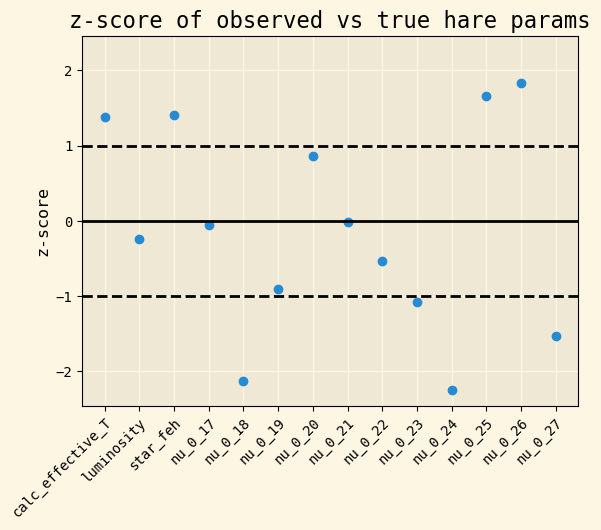 z-score of observed vs true hare params
z-score
2
1
0
−1
−2
calc_effective_T
luminosity
star_feh
nu_0_17
nu_0_18
nu_0_19
nu_0_20
nu_0_21
nu_0_22
nu_0_23
nu_0_24
nu_0_25
nu_0_26
nu_0_27